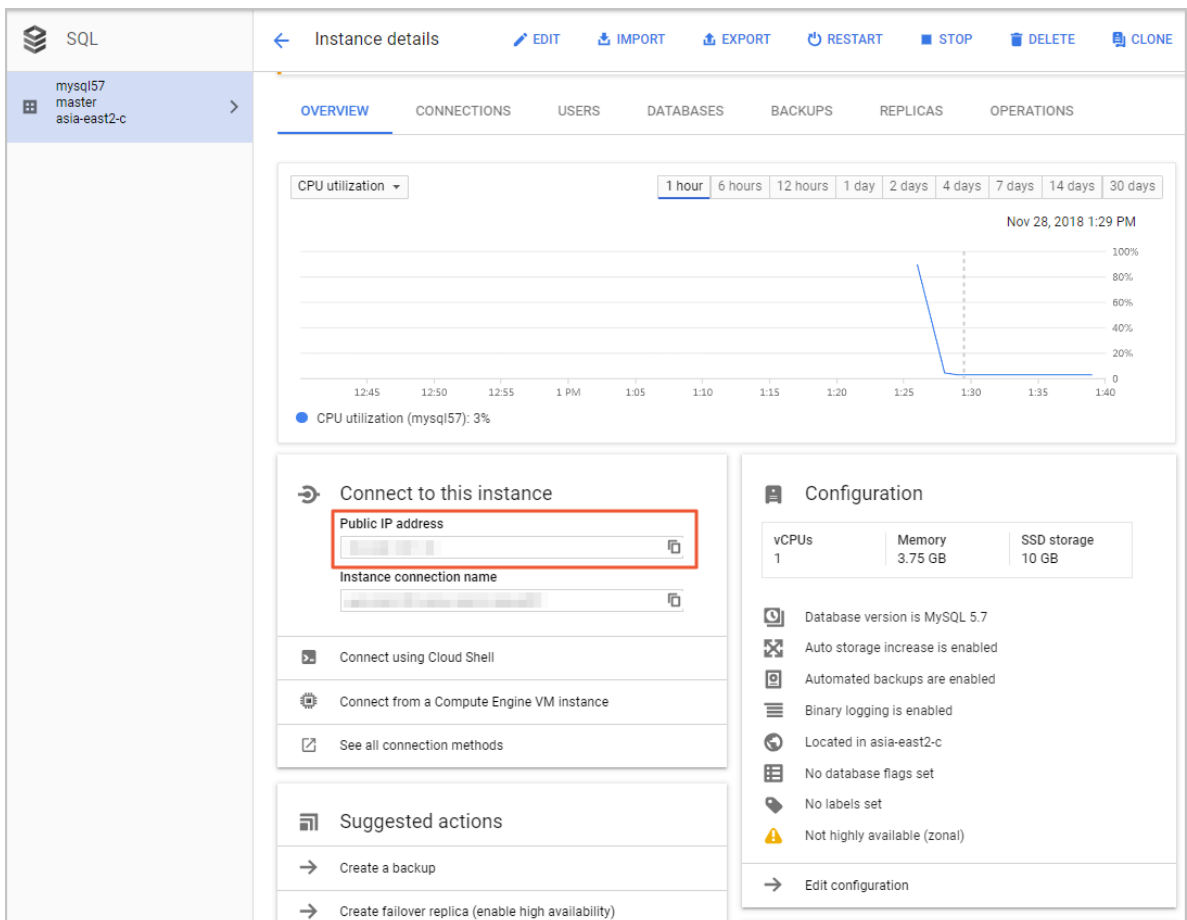 SQL
Instance details
EDIT
IMPORT
EXPORT
RESTART
STOP
DELETE
CLONE
mysql57
master
asia-east2-c
OVERVIEW
CONNECTIONS
USERS
DATABASES
BACKUPS
REPLICAS
OPERATIONS
CPU utilization
1 hour
6 hours
12 hours
1 day
2 days
4 days
7 days
14 days
30 days
Nov 28, 2018 1:29 PM
100%
80%
60%
40%
20%
0
12:45
12:50
12:55
1 PM
1:05
1:10
1:15
1:20
1:25
1:30
1:35
1:40
CPU utilization (mysql57): 3%
Connect to this instance
Public IP address
Instance connection name
Connect using Cloud Shell
Connect from a Compute Engine VM instance
See all connection methods
Suggested actions
Create a backup
Create failover replica (enable high availability)
Configuration
vCPUs
1
Memory
3.75 GB
SSD storage
10 GB
Database version is MySQL 5.7
Auto storage increase is enabled
Automated backups are enabled
Binary logging is enabled
Located in asia-east2-c
No database flags set
No labels set
Not highly available (zonal)
Edit configuration